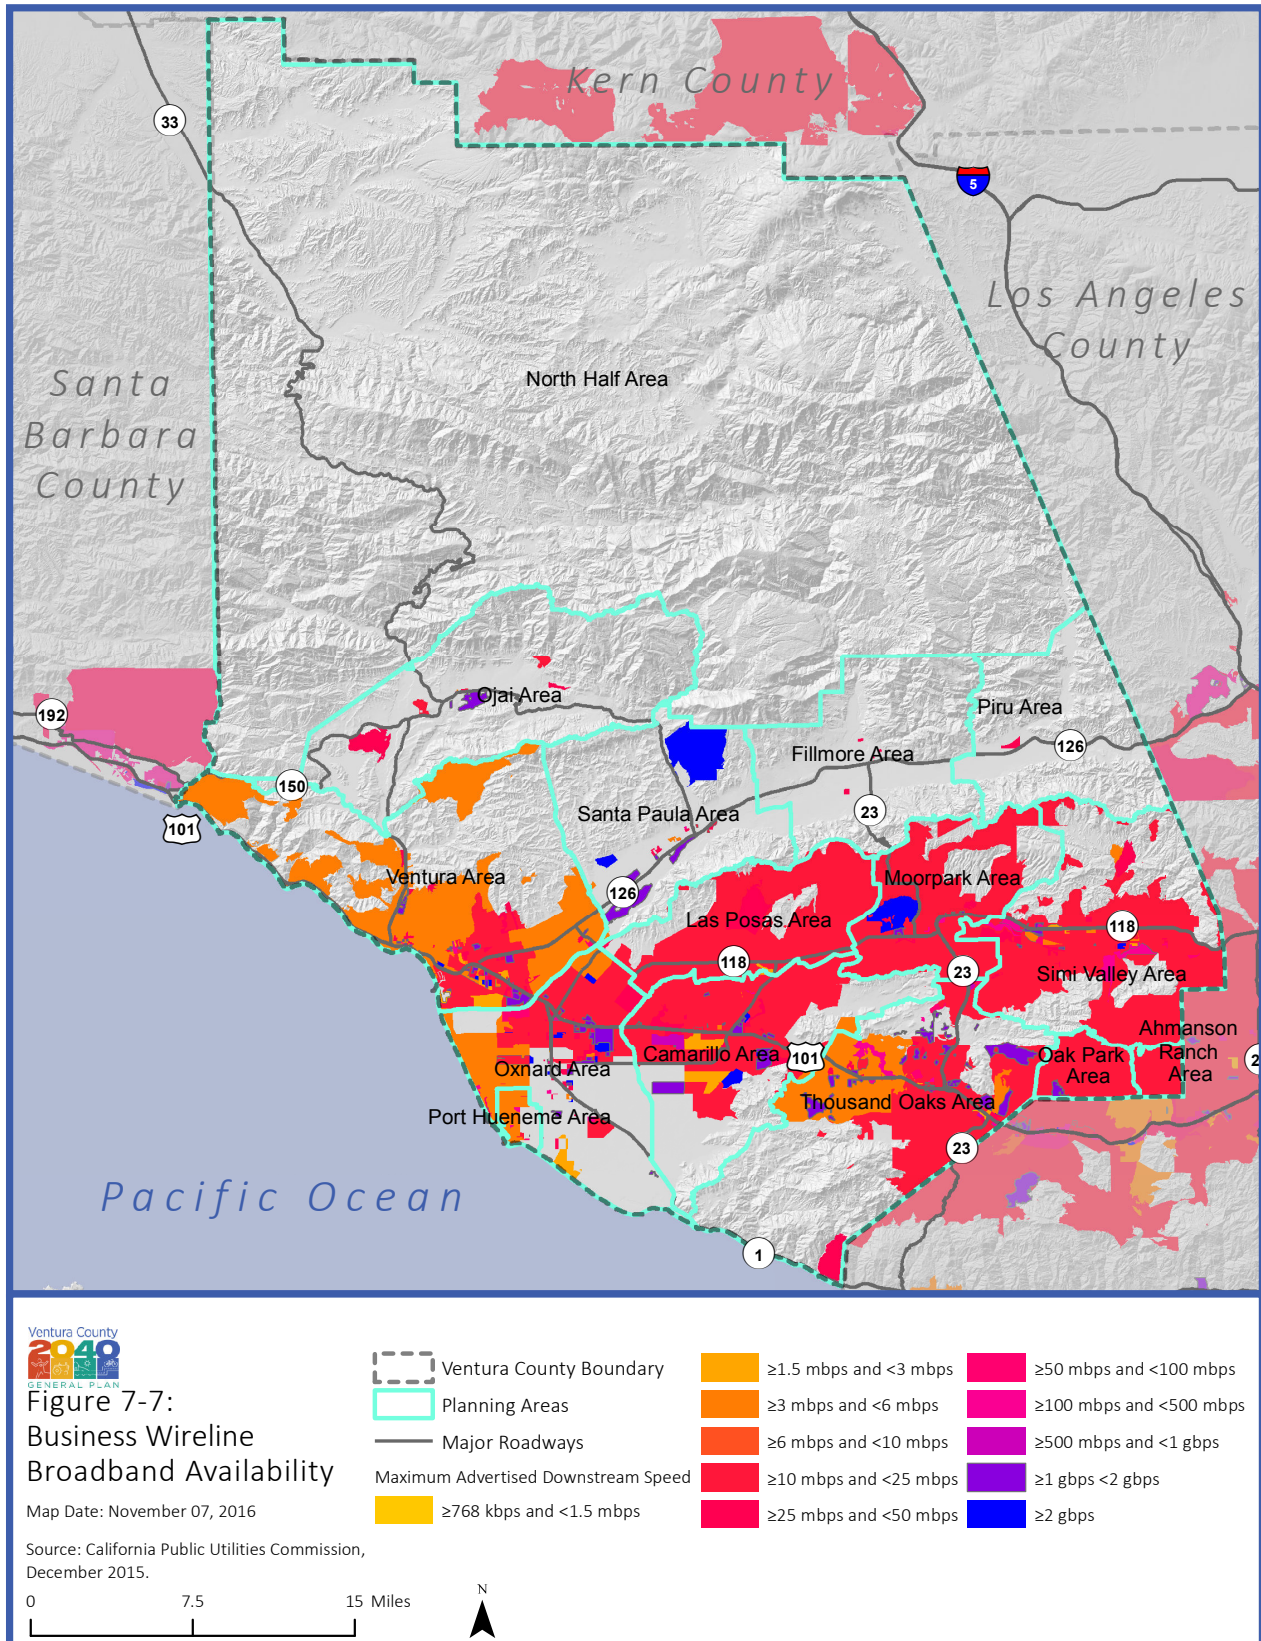 Kern County
33
5
Los Angeles
County
North Half Area
Santa
Barbara
County
192
Ojai Area
Piru Area
126
Fillmore Area
150
101
Santa Paula Area
23
Ventura Area
Moorpark Area
126
Las Posas Area
118
118
23
Simi Valley Area
Ahmanson
Ranch
Area
Camarillo Area
101
Oak Park
Area
2
Oxnard Area
Thousand Oaks Area
Port Hueneme Area
23
Pacific Ocean
1
Ventura County
2040
GENERAL PLAN
Figure 7-7:
Business Wireline
Broadband Availability
Map Date: November 07, 2016
Source: California Public Utilities Commission,
December 2015.
0 7.5 15 Miles
N
Ventura County Boundary
Planning Areas
Major Roadways
Maximum Advertised Downstream Speed
≥768 kbps and <1.5 mbps
≥1.5 mbps and <3 mbps
≥3 mbps and <6 mbps
≥6 mbps and <10 mbps
≥10 mbps and <25 mbps
≥25 mbps and <50 mbps
≥50 mbps and <100 mbps
≥100 mbps and <500 mbps
≥500 mbps and <1 gbps
≥1 gbps <2 gbps
≥2 gbps